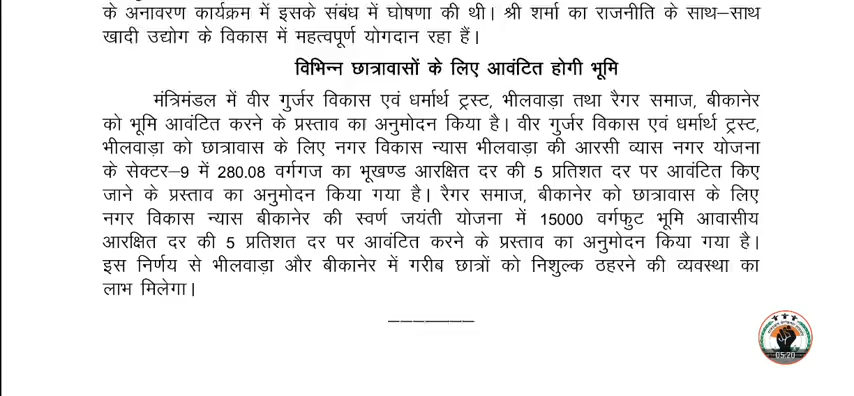 के अनावरण कार्यक्रम में इसके संबंध में घोषणा की थी। श्री शर्मा का राजनीति के साथ–साथ
खादी उद्योग के विकास में महत्वपूर्ण योगदान रहा हैं।
विभिन्न छात्रावासों के लिए आवंटित होगी भूमि
मंत्रिमंडल में वीर गुर्जर विकास एवं धर्मार्थ ट्रस्ट, भीलवाड़ा तथा रैगर समाज, बीकानेर
को भूमि आवंटित करने के प्रस्ताव का अनुमोदन किया है। वीर गुर्जर विकास एवं धर्मार्थ ट्रस्ट,
भीलवाड़ा को छात्रावास के लिए नगर विकास न्यास भीलवाड़ा की आरसी व्यास नगर योजना
के सेक्टर–9 में 280.08 वर्गगज का भूखण्ड आरक्षित दर की 5 प्रतिशत दर पर आवंटित किए
जाने के प्रस्ताव का अनुमोदन किया गया है। रैगर समाज, बीकानेर को छात्रावास के लिए
नगर विकास न्यास बीकानेर की स्वर्ण जयंती योजना में 15000 वर्गफुट भूमि आवासीय
आरक्षित दर की 5 प्रतिशत दर पर आवंटित करने के प्रस्ताव का अनुमोदन किया गया है।
इस निर्णय से भीलवाड़ा और बीकानेर में गरीब छात्रों को निशुल्क ठहरने की व्यवस्था का
लाभ मिलेगा।
–––––––
05:20